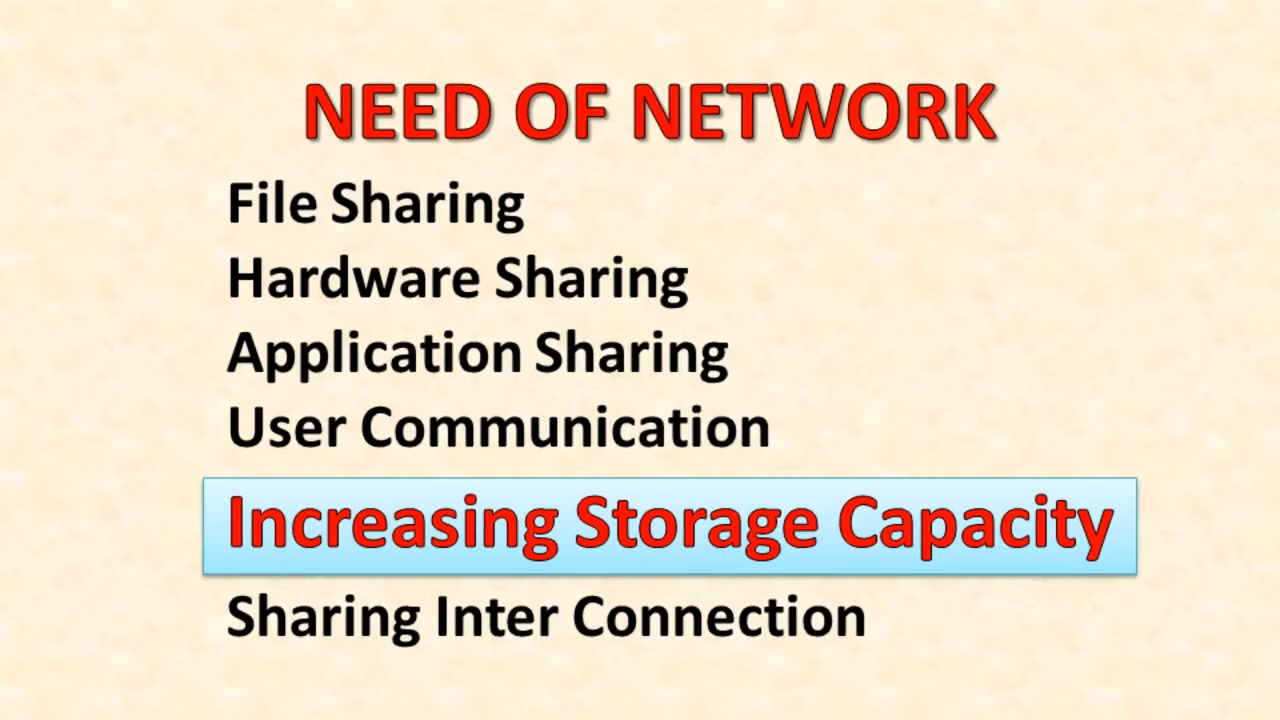 NEED OF NETWORK
File Sharing
Hardware Sharing
Application Sharing
User Communication
Increasing Storage Capacity
Sharing Inter Connection